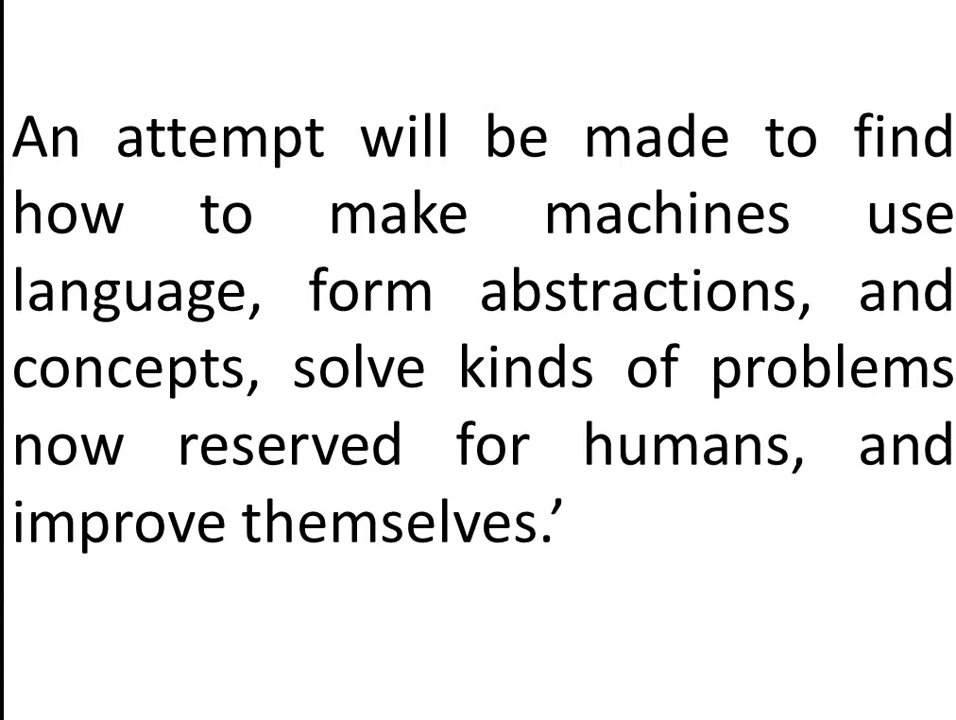 An attempt will be made to find
how to make machines use
language, form abstractions, and
concepts, solve kinds of problems
now reserved for humans, and
improve themselves.’